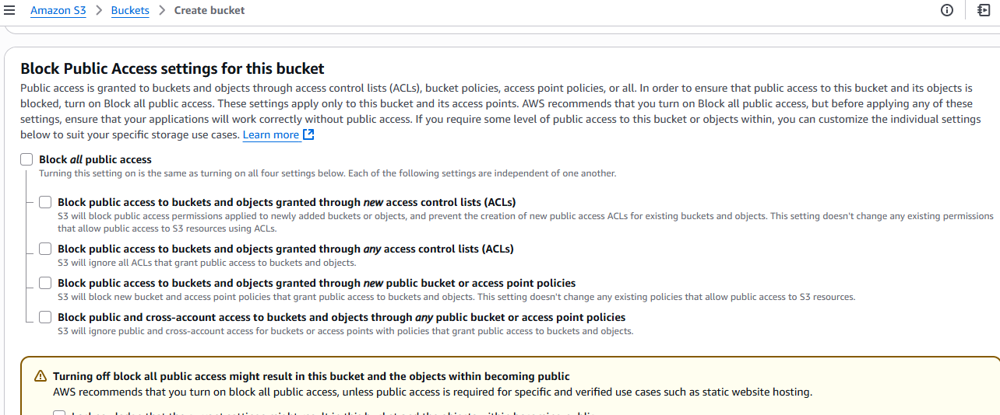 Amazon S3 > Buckets > Create bucket
Block Public Access settings for this bucket
Public access is granted to buckets and objects through access control lists (ACLs), bucket policies, access point policies, or all. In order to ensure that public access to this bucket and its objects is
blocked, turn on Block all public access. These settings apply only to this bucket and its access points. AWS recommends that you turn on Block all public access, but before applying any of these
settings, ensure that your applications will work correctly without public access. If you require some level of public access to this bucket or objects within, you can customize the individual settings
below to suit your specific storage use cases. Learn more
Block all public access
Turning this setting on is the same as turning on all four settings below. Each of the following settings are independent of one another.
Block public access to buckets and objects granted through new access control lists (ACLs)
S3 will block public access permissions applied to newly added buckets or objects, and prevent the creation of new public access ACLs for existing buckets and objects. This setting doesn't change any existing permissions
that allow public access to S3 resources using ACLs.
Block public access to buckets and objects granted through any access control lists (ACLs)
S3 will ignore all ACLs that grant public access to buckets and objects.
Block public access to buckets and objects granted through new public bucket or access point policies
S3 will block new bucket and access point policies that grant public access to buckets and objects. This setting doesn't change any existing policies that allow public access to S3 resources.
Block public and cross-account access to buckets and objects through any public bucket or access point policies
S3 will ignore public and cross-account access for buckets or access points with policies that grant public access to buckets and objects.
Turning off block all public access might result in this bucket and the objects within becoming public
AWS recommends that you turn on block all public access, unless public access is required for specific and verified use cases such as static website hosting.